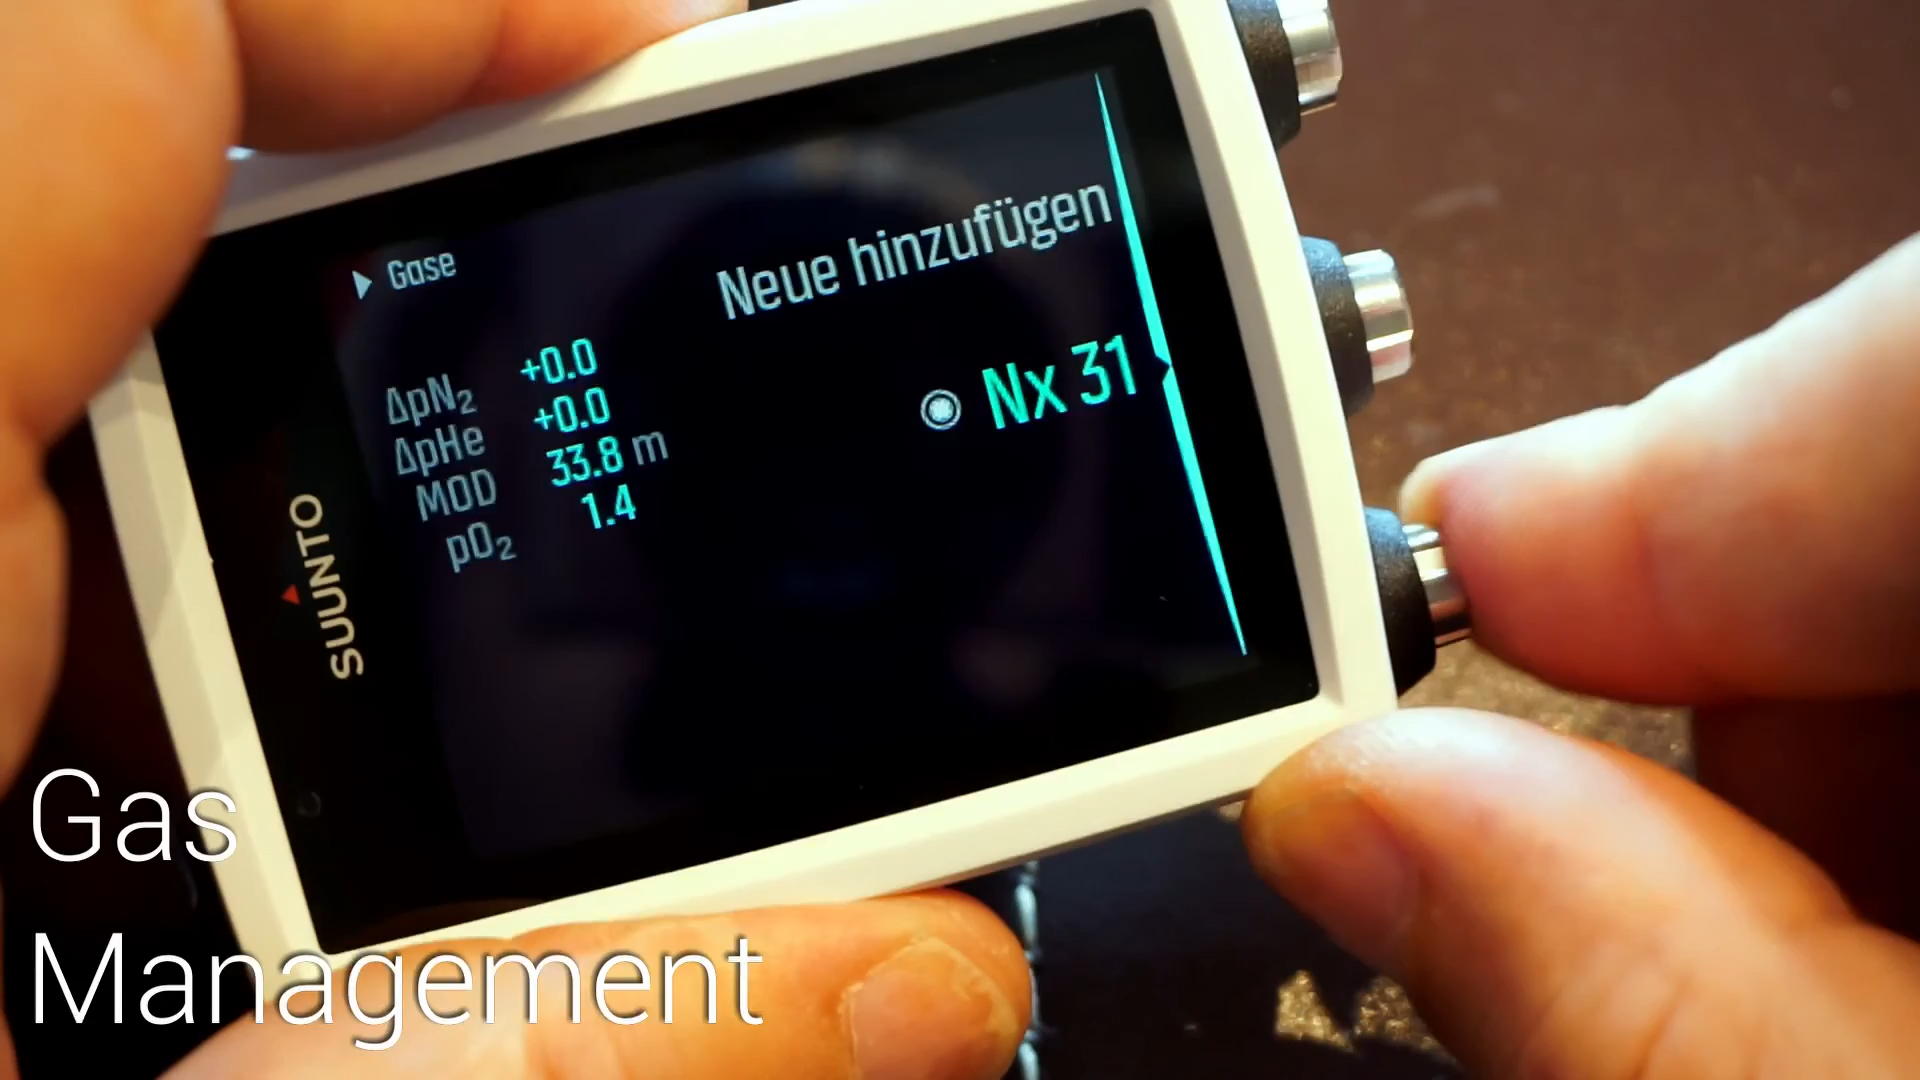 Gase
Neue hinzufügen
ΔpN₂ +0.0
ΔpHe +0.0
MOD 33.8 m
pO₂ 1.4
Nx 31
SUUNTO
Gas
Management